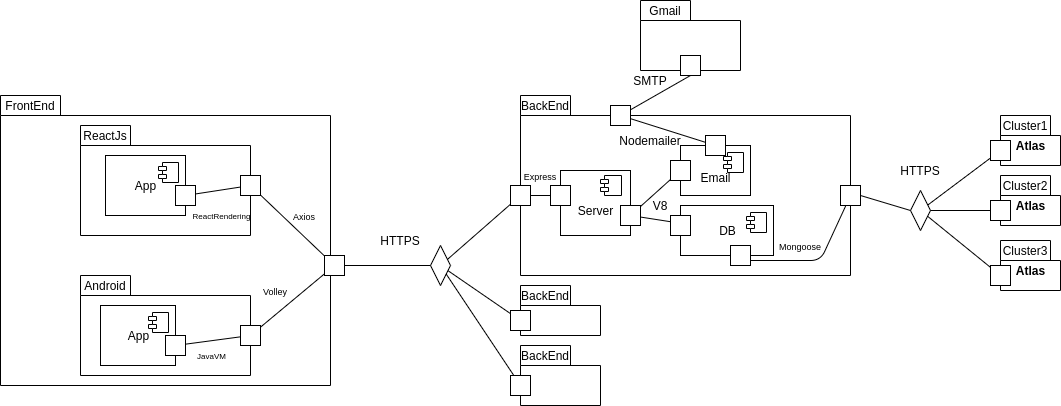 Gmail
SMTP
FrontEnd
ReactJs
App
ReactRendering
Axios
Android
App
JavaVM
Volley
HTTPS
BackEnd
Nodemailer
Express
Server
Email
V8
DB
Mongoose
BackEnd
BackEnd
HTTPS
Cluster1
Atlas
Cluster2
Atlas
Cluster3
Atlas